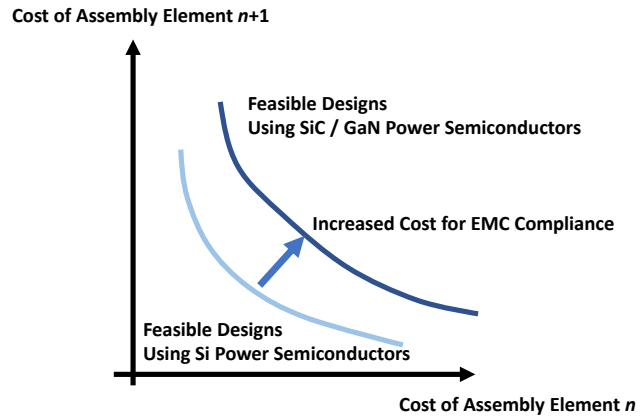 Cost of Assembly Element n+1
Feasible Designs
Using SiC / GaN Power Semiconductors
Increased Cost for EMC Compliance
Feasible Designs
Using Si Power Semiconductors
Cost of Assembly Element n